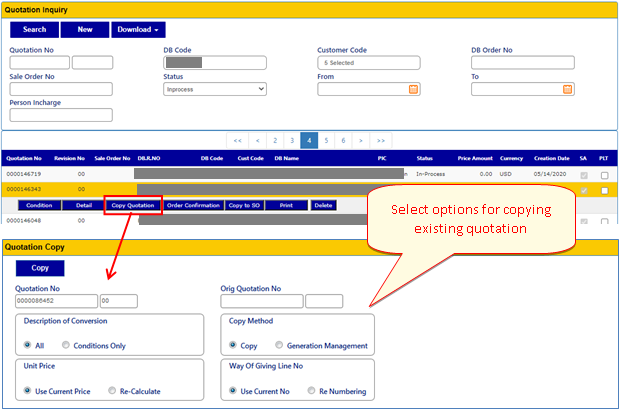 Quotation Inquiry
Search New Download
Quotation No DB Code Customer Code DB Order No
5 Selected
Sale Order No Status From To
Inprocess
Person Incharge
<< < 2 3 4 5 6 > >>
Quotation No Revision No Sale Order No DB.R.NO DB Code Cust Code DB Name PIC Status Price Amount Currency Creation Date SA PLT
0000146719 00 In-Process 0.00 USD 05/14/2020
0000146343 00
Condition Detail Copy Quotation Order Confirmation Copy to SO Print Delete
0000146048 00
Select options for copying
existing quotation
Quotation Copy
Copy
Quotation No Orig Quotation No
0000086452 00
Description of Conversion Copy Method
All Conditions Only Copy Generation Management
Unit Price Way Of Giving Line No
Use Current Price Re-Calculate Use Current No Re Numbering